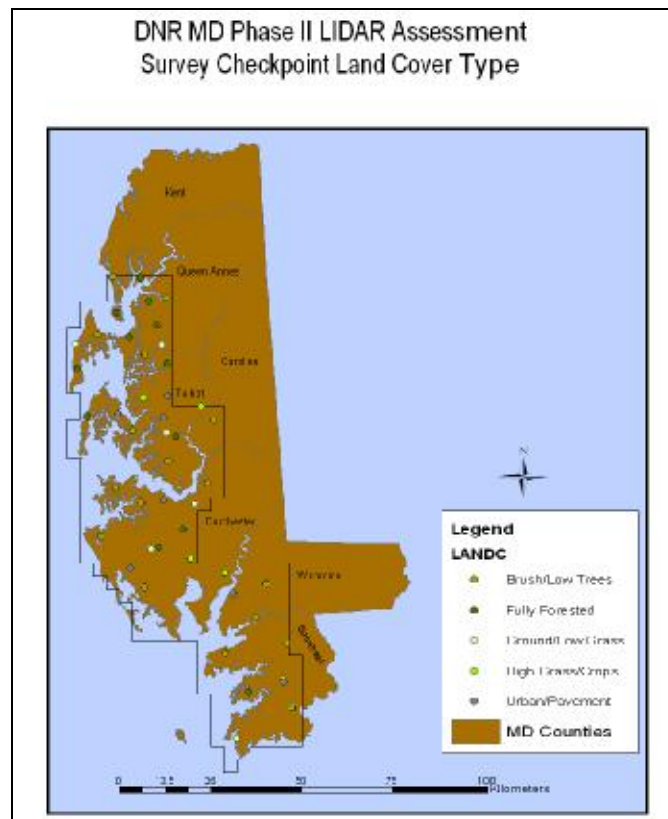 DNR MD Phase II LIDAR Assessment
Survey Checkpoint Land Cover Type
Kent
Queen Annes
Caroline
Talbot
N
Dorchester
Legend
LANDC
Brush/Low Trees
Fully Forested
Ground/Low Grass
High Grass/Crops
Urban/Pavement
MD Counties
0
50
75
100
Kilometers